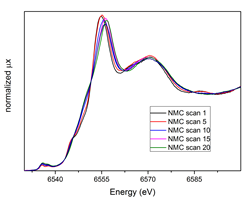 normalized μx
NMC scan 1
NMC scan 5
NMC scan 10
NMC scan 15
NMC scan 20
6540 6555 6570 6585
Energy (eV)